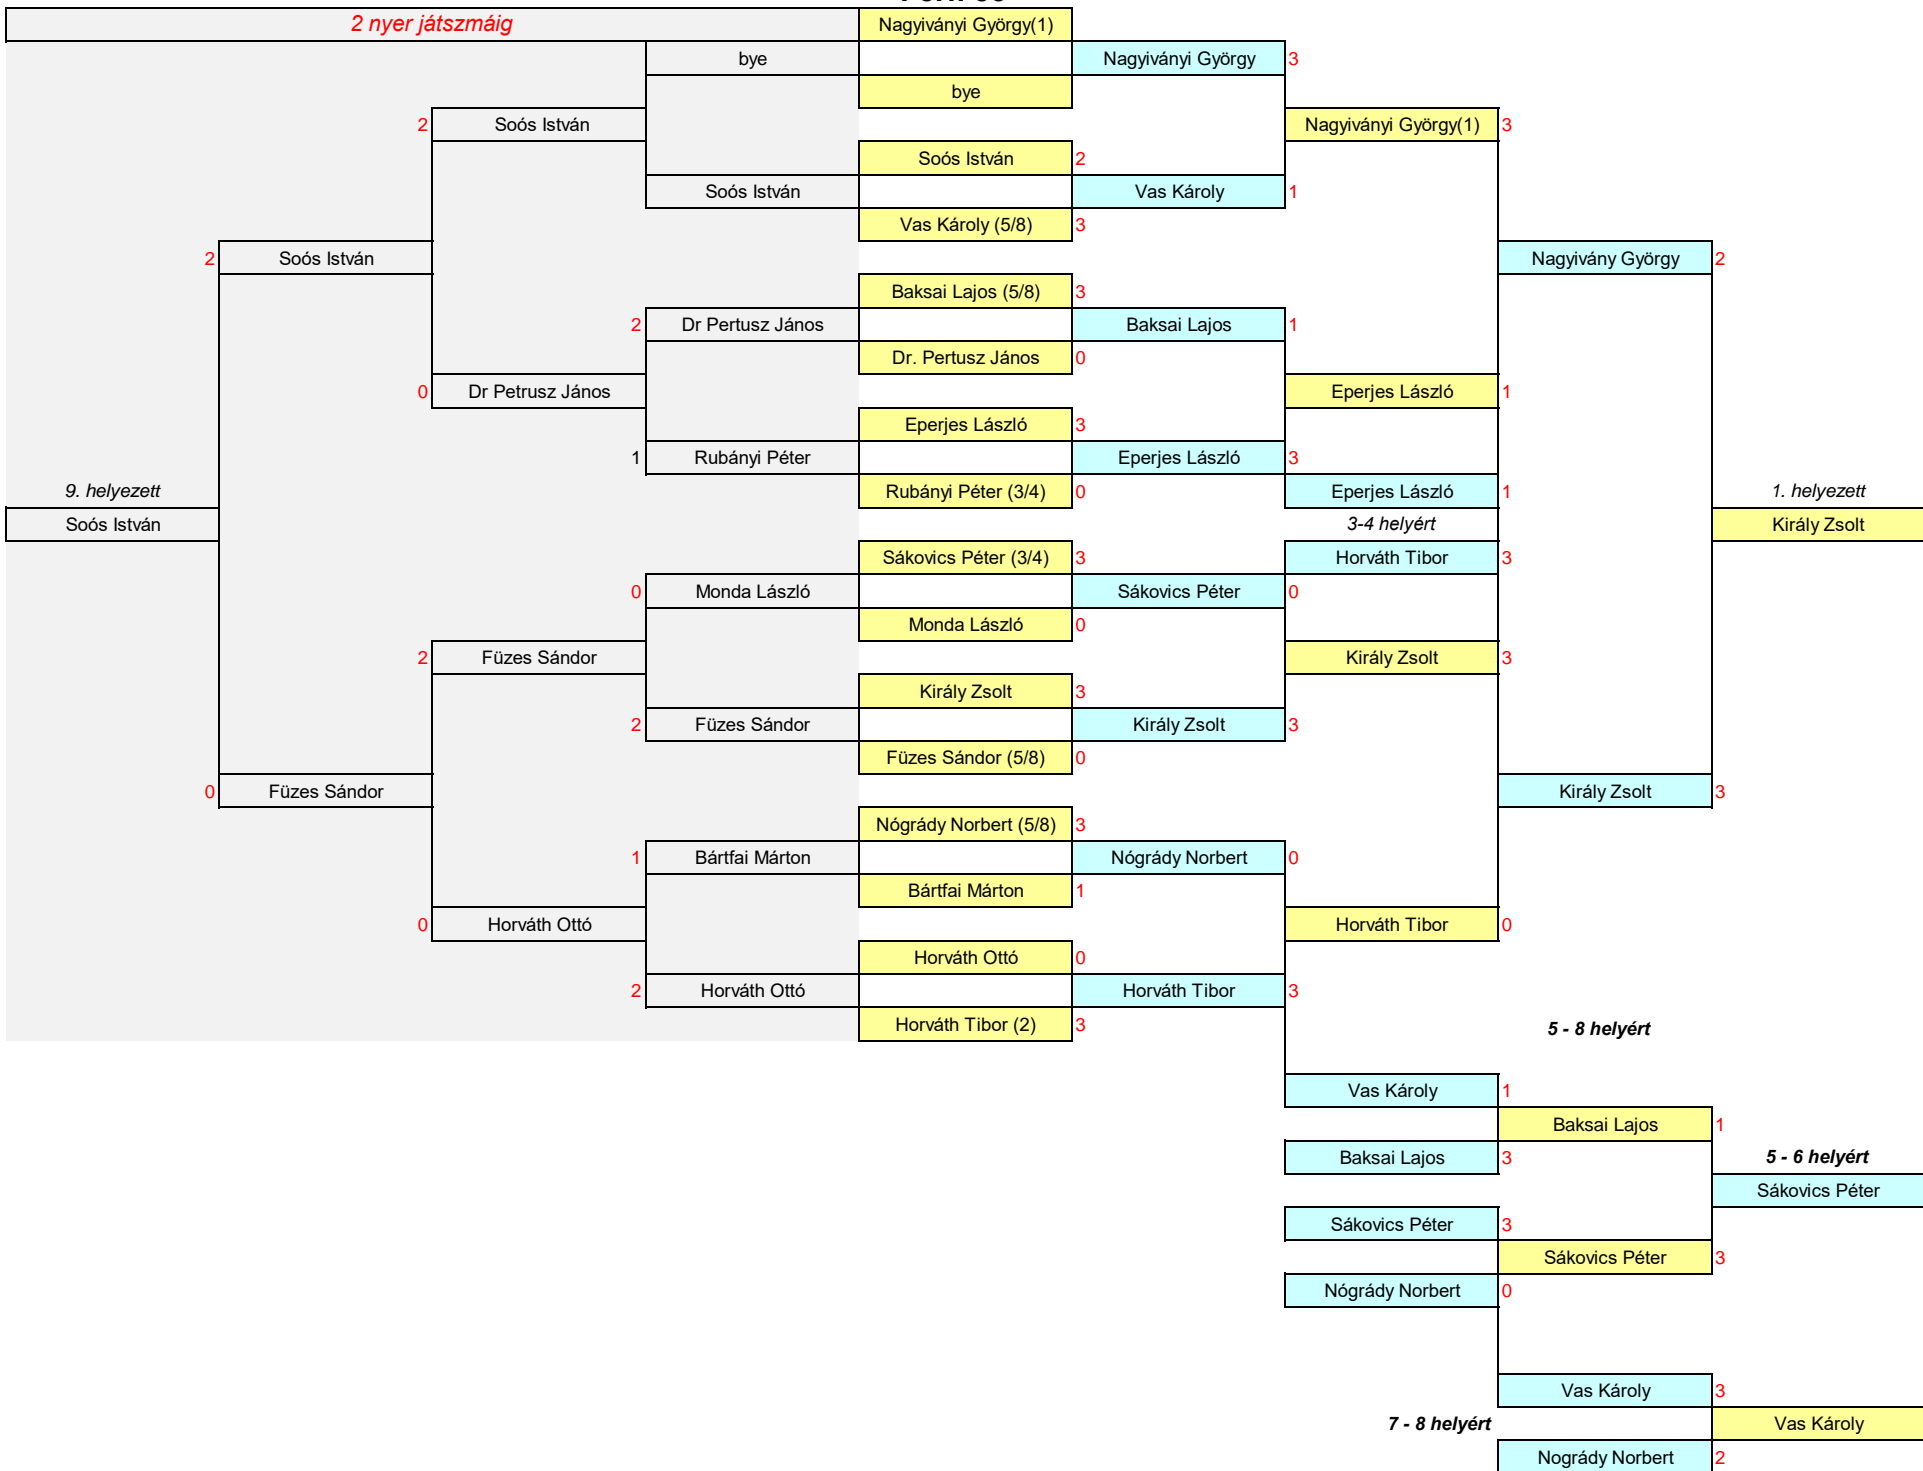 2 nyer játszmáig
Nagyiványi György(1)
bye
Nagyiványi György 3
bye
2 Soós István
Nagyiványi György(1) 3
Soós István 2
Soós István
Vas Károly 1
Vas Károly (5/8) 3
2 Soós István
Nagyivány György 2
Baksai Lajos (5/8) 3
2 Dr Pertusz János
Baksai Lajos 1
Dr. Pertusz János 0
0 Dr Petrusz János
Eperjes László 1
Eperjes László 3
1 Rubányi Péter
Eperjes László 3
9. helyezett
Rubányi Péter (3/4) 0
Eperjes László 1
1. helyezett
Soós István
3-4 helyért
Király Zsolt
Sákovics Péter (3/4) 3
Horváth Tibor 3
0 Monda László
Sákovics Péter 0
Monda László 0
2 Füzes Sándor
Király Zsolt 3
Király Zsolt 3
2 Füzes Sándor
Király Zsolt 3
Füzes Sándor (5/8) 0
0 Füzes Sándor
Király Zsolt 3
Nógrády Norbert (5/8) 3
1 Bártfai Márton
Nógrády Norbert 0
Bártfai Márton 1
0 Horváth Ottó
Horváth Tibor 0
Horváth Ottó 0
2 Horváth Ottó
Horváth Tibor 3
Horváth Tibor (2) 3
5 - 8 helyért
Vas Károly 1
Baksai Lajos 1
Baksai Lajos 3
5 - 6 helyért
Sákovics Péter
Sákovics Péter 3
Sákovics Péter 3
Nógrády Norbert 0
Vas Károly 3
7 - 8 helyért
Vas Károly
Nogrády Norbert 2